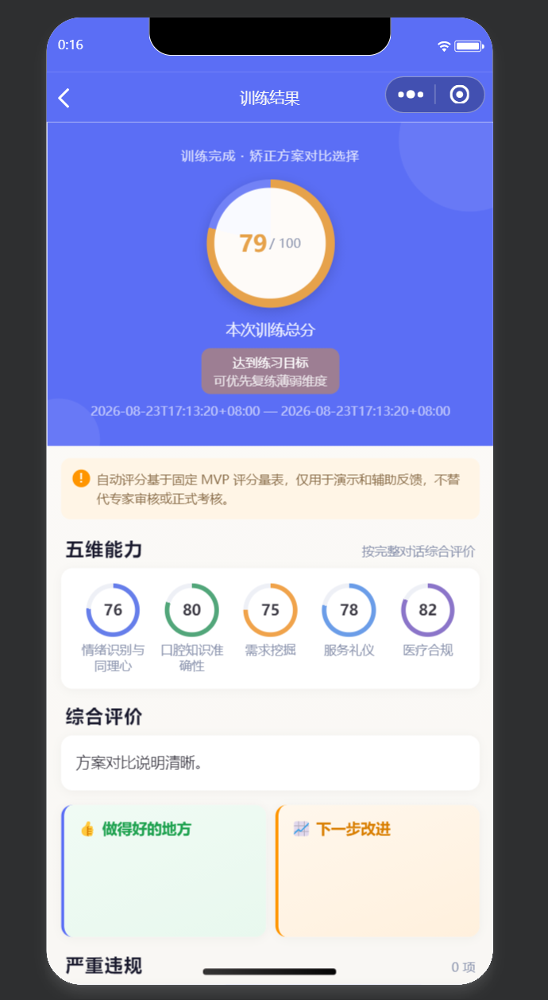 0:16
训练结果
训练完成 · 矫正方案对比选择
79 / 100
本次训练总分
达到练习目标
可优先复练薄弱维度
2026-08-23T17:13:20+08:00 — 2026-08-23T17:13:20+08:00
自动评分基于固定 MVP 评分量表，仅用于演示和辅助反馈，不替
代专家审核或正式考核。
五维能力
按完整对话综合评价
76
80
75
78
82
情绪识别与
同理心
口腔知识准
确性
需求挖掘
服务礼仪
医疗合规
综合评价
方案对比说明清晰。
👍 做得好的地方
📈 下一步改进
严重违规
0 项